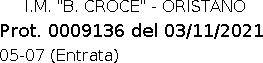 I.M. "B. CROCE" - ORISTANO
Prot. 0009136 del 03/11/2021
05-07 (Entrata)